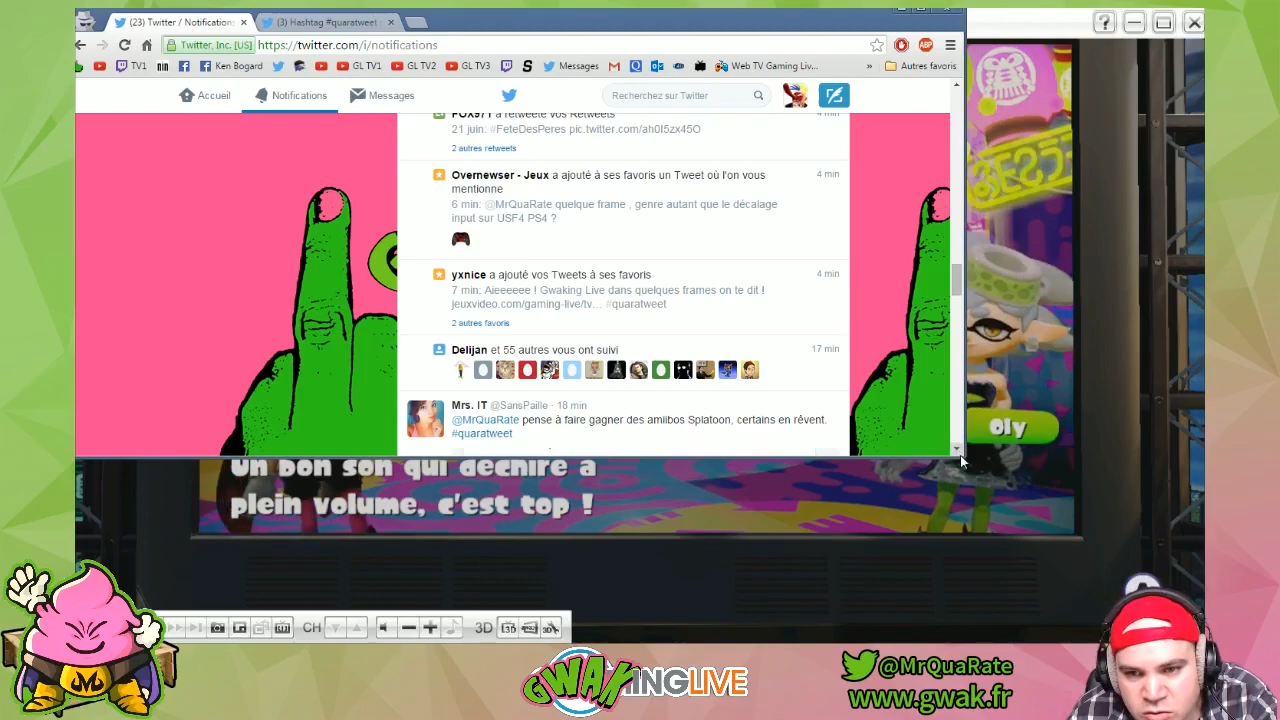 (23) Twitter / Notifications
(3) Hashtag #quaratweet
Twitter, Inc. [US] https://twitter.com/i/notifications
TV1
Ken Bogard
GL TV1
GL TV2
GL TV3
Messages
Web TV Gaming Liv...
»
Autres favoris
Accueil
Notifications
Messages
Recherchez sur Twitter
FOX971 a retweeté vos Retweets
4 min
21 juin: #FeteDesPeres pic.twitter.com/ah0I5zx45O
2 autres retweets
Overnewser - Jeux a ajouté à ses favoris un Tweet où l'on vous
4 min
mentionne
6 min: @MrQuaRate quelque frame , genre autant que le décalage
input sur USF4 PS4 ?
yxnice a ajouté vos Tweets à ses favoris
4 min
7 min: Aieeeeee ! Gwaking Live dans quelques frames on te dit !
jeuxvideo.com/gaming-live/tv... #quaratweet
2 autres favoris
Delijan et 55 autres vous ont suivi
17 min
Mrs. IT @SansPaille · 18 min
@MrQuaRate pense à faire gagner des amiibos Splatoon, certains en rêvent.
#quaratweet
Oly
Un bon son qui déchire à
plein volume, c'est top !
CH
3D
GWAKINGLIVE
@MrQuaRate
www.gwak.fr